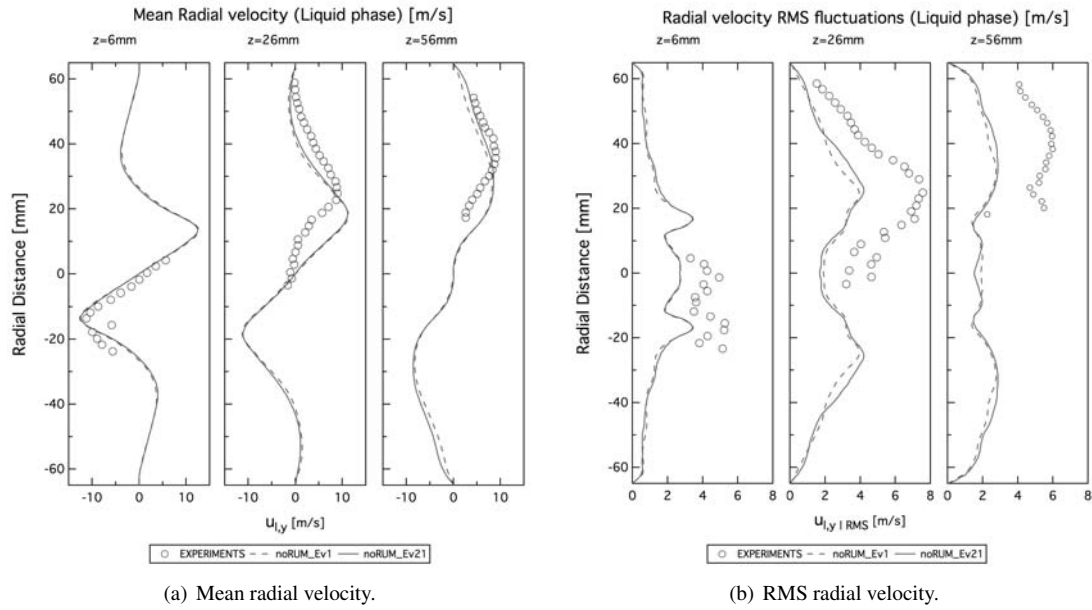 Mean Radial velocity (Liquid phase) [m/s]
z=6mm z=26mm z=56mm
60
40
20
0
-20
-40
-60
Radial Distance [mm]
-10 0 10 -10 0 10 -10 0 10
u_l,y [m/s]
EXPERIMENTS noRUM_Ev1 noRUM_Ev21
(a) Mean radial velocity.
Radial velocity RMS fluctuations (Liquid phase) [m/s]
z=6mm z=26mm z=56mm
60
40
20
0
-20
-40
-60
Radial Distance [mm]
0 2 4 6 8 0 2 4 6 8 0 2 4 6 8
u_l,y | RMS [m/s]
EXPERIMENTS noRUM_Ev1 noRUM_Ev21
(b) RMS radial velocity.